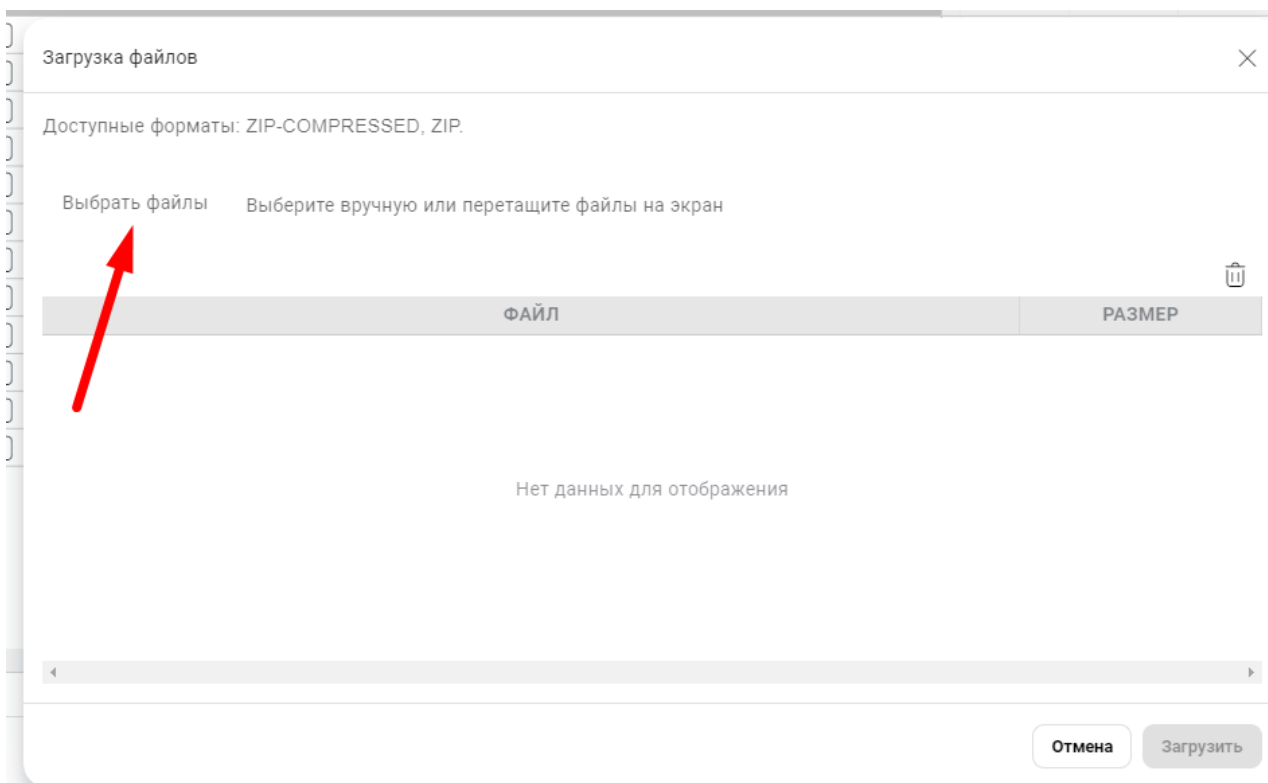 Загрузка файлов
Доступные форматы: ZIP-COMPRESSED, ZIP.
Выбрать файлы Выберите вручную или перетащите файлы на экран
ФАЙЛ РАЗМЕР
Нет данных для отображения
Отмена Загрузить